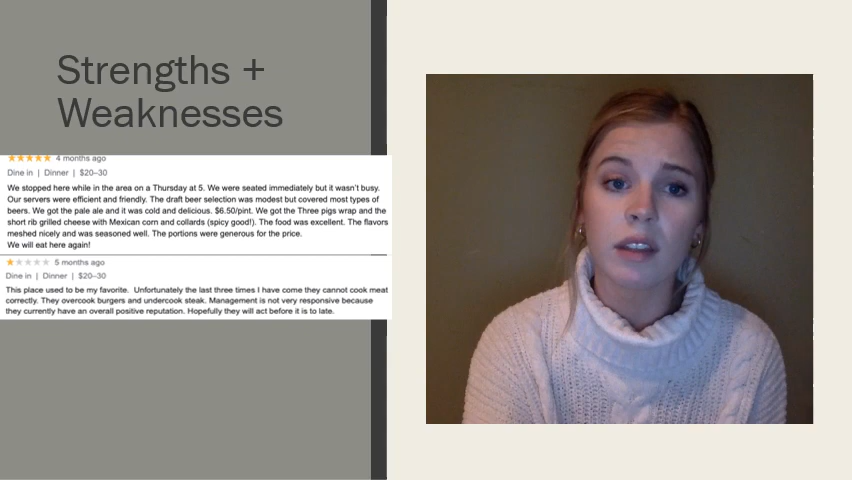 Strengths +
Weaknesses
★★★★★ 4 months ago
Dine in | Dinner | $20–30
We stopped here while in the area on a Thursday at 5. We were seated immediately but it wasn't busy.
Our servers were efficient and friendly. The draft beer selection was modest but covered most types of
beers. We got the pale ale and it was cold and delicious. $6.50/pint. We got the Three pigs wrap and the
short rib grilled cheese with Mexican corn and collards (spicy good!). The food was excellent. The flavors
meshed nicely and was seasoned well. The portions were generous for the price.
We will eat here again!
★☆☆☆☆ 5 months ago
Dine in | Dinner | $20–30
This place used to be my favorite. Unfortunately the last three times I have come they cannot cook meat
correctly. They overcook burgers and undercook steak. Management is not very responsive because
they currently have an overall positive reputation. Hopefully they will act before it is to late.